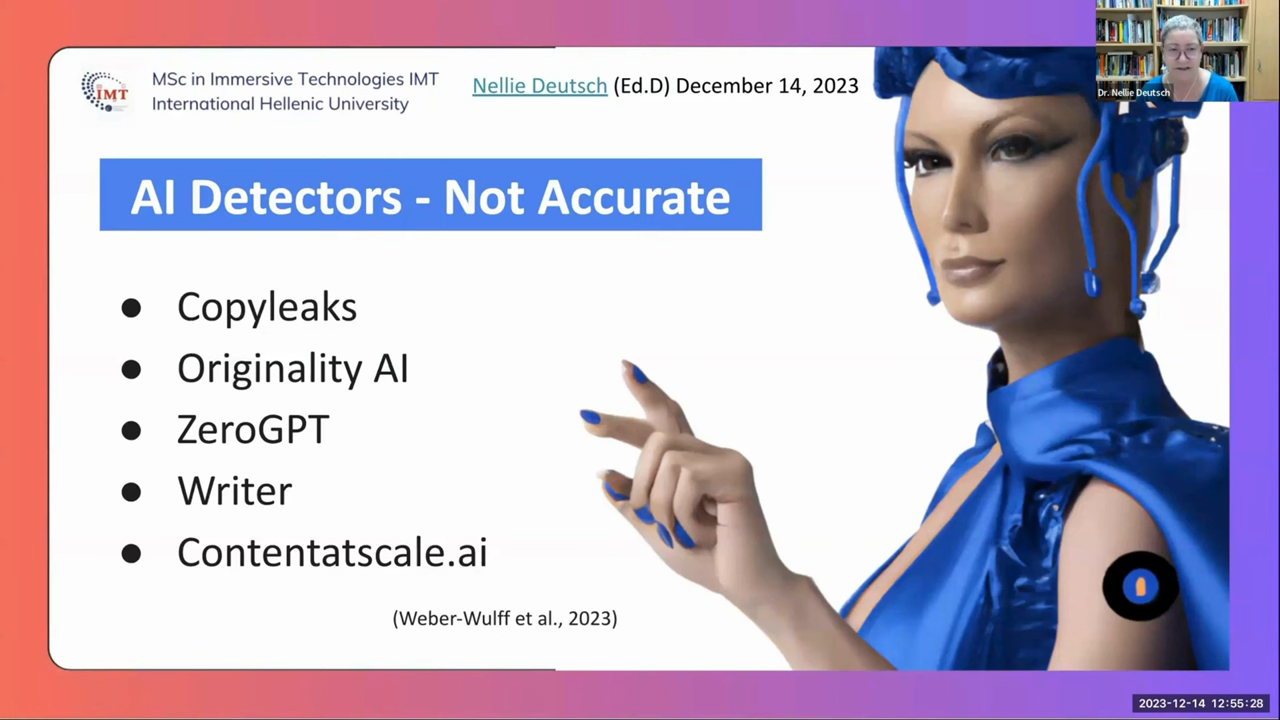 MSc in Immersive Technologies IMT
International Hellenic University
IMT
Nellie Deutsch (Ed.D) December 14, 2023
Dr. Nellie Deutsch
AI Detectors - Not Accurate
● Copyleaks
● Originality AI
● ZeroGPT
● Writer
● Contentatscale.ai
(Weber-Wulff et al., 2023)
2023-12-14 12:55:28